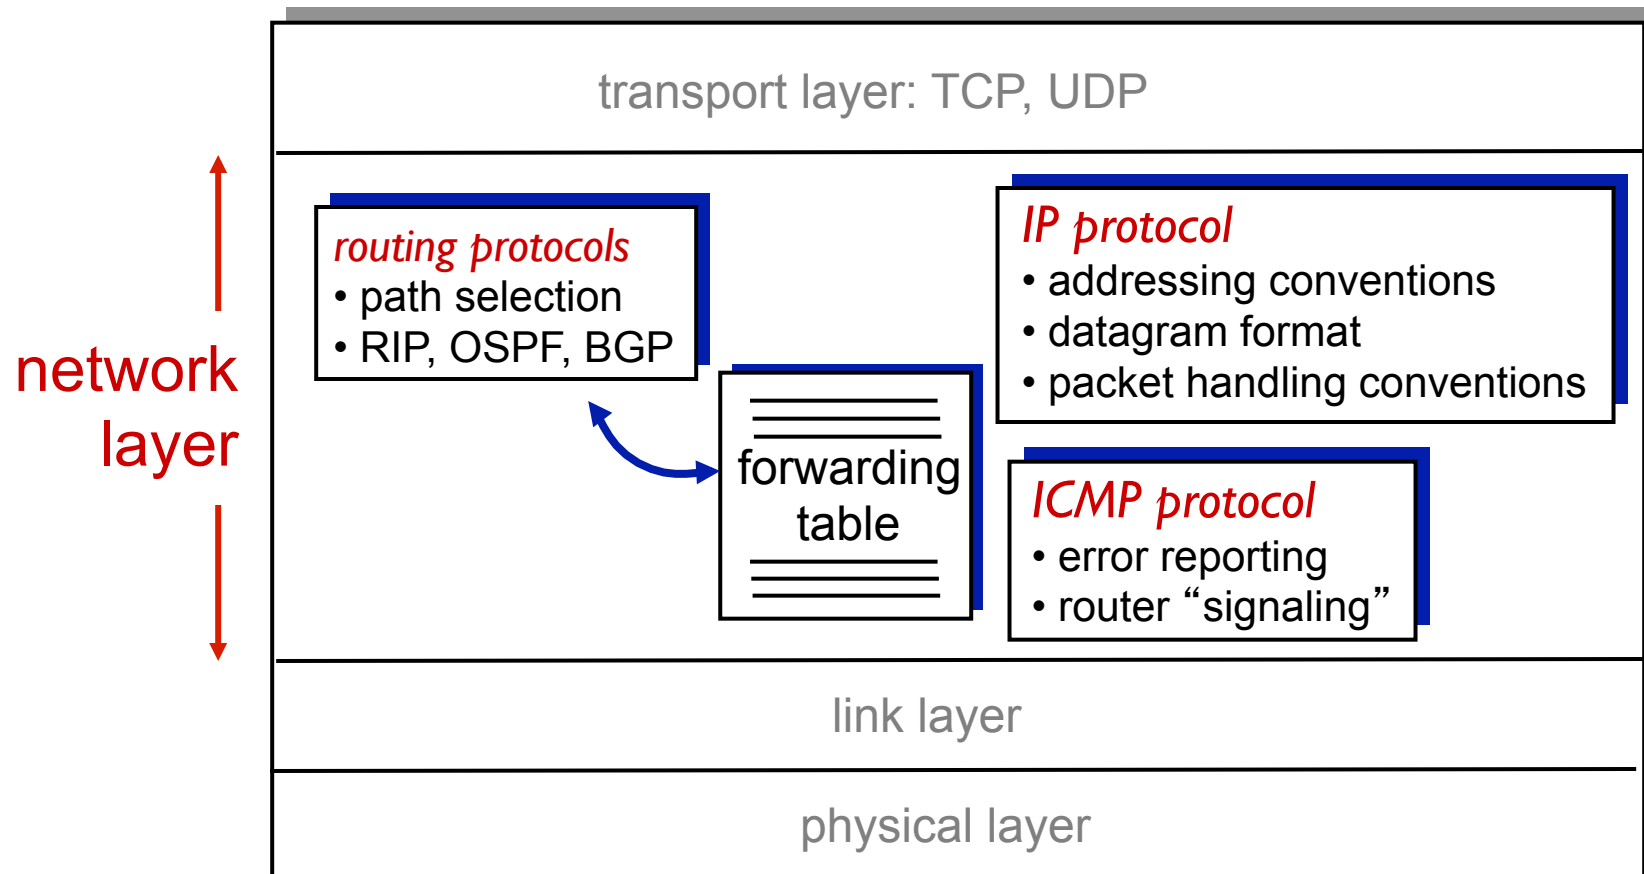 transport layer: TCP, UDP
network
layer
routing protocols
• path selection
• RIP, OSPF, BGP
forwarding
table
IP protocol
• addressing conventions
• datagram format
• packet handling conventions
ICMP protocol
• error reporting
• router “signaling”
link layer
physical layer